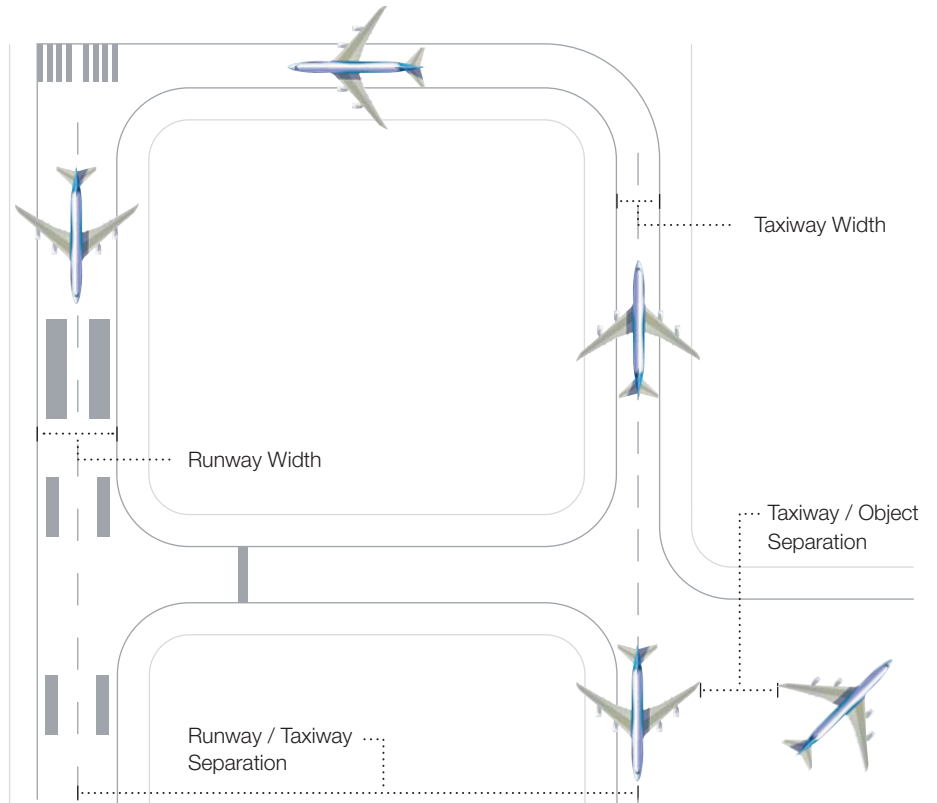 Taxiway Width
Runway Width
Taxiway / Object
Separation
Runway / Taxiway
Separation